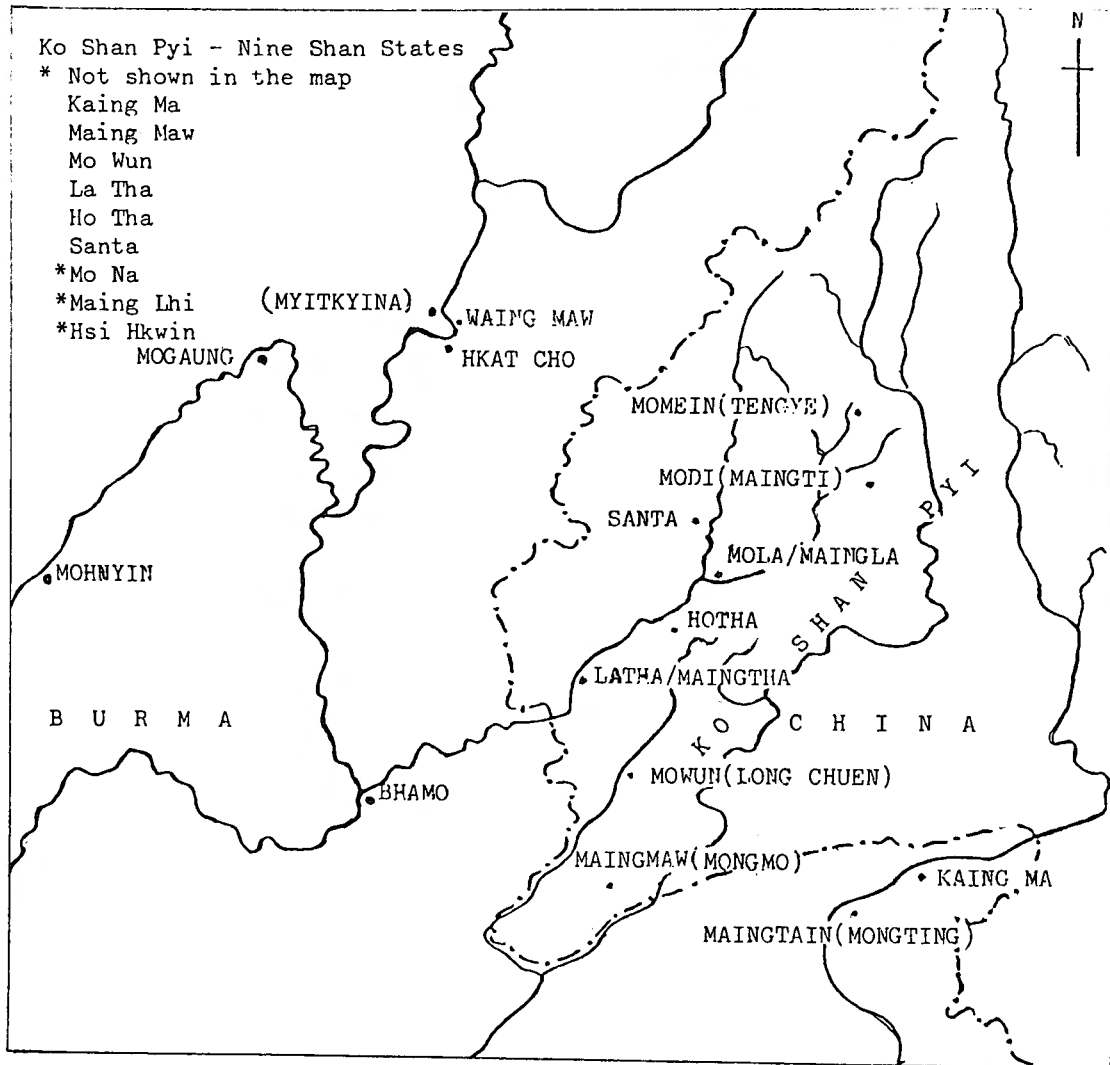 Ko Shan Pyi - Nine Shan States
* Not shown in the map
Kaing Ma
Maing Maw
Mo Wun
La Tha
Ho Tha
Santa
*Mo Na
*Maing Lhi
*Hsi Hkwin
N
(MYITKYINA)
WAING MAW
MOGAUNG
HKAT CHO
MOMEIN(TENGYE)
MODI(MAINGTI)
SANTA
MOHNYIN
MOLA/MAINGLA
HOTHA
LATHA/MAINGTHA
KO SHAN PYI
BURMA
CHINA
MOWUN(LONG CHUEN)
BHAMO
MAINGMAW(MONGMO)
KAING MA
MAINGTAIN(MONGTING)